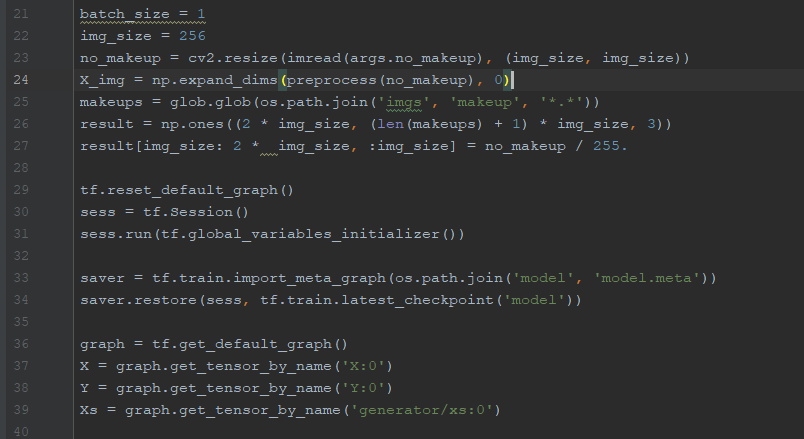 21 batch_size = 1
22 img_size = 256
23 no_makeup = cv2.resize(imread(args.no_makeup), (img_size, img_size))
24 X_img = np.expand_dims(preprocess(no_makeup), 0)
25 makeups = glob.glob(os.path.join('imgs', 'makeup', '*.*'))
26 result = np.ones((2 * img_size, (len(makeups) + 1) * img_size, 3))
27 result[img_size: 2 *  img_size, :img_size] = no_makeup / 255.
28
29 tf.reset_default_graph()
30 sess = tf.Session()
31 sess.run(tf.global_variables_initializer())
32
33 saver = tf.train.import_meta_graph(os.path.join('model', 'model.meta'))
34 saver.restore(sess, tf.train.latest_checkpoint('model'))
35
36 graph = tf.get_default_graph()
37 X = graph.get_tensor_by_name('X:0')
38 Y = graph.get_tensor_by_name('Y:0')
39 Xs = graph.get_tensor_by_name('generator/xs:0')
40